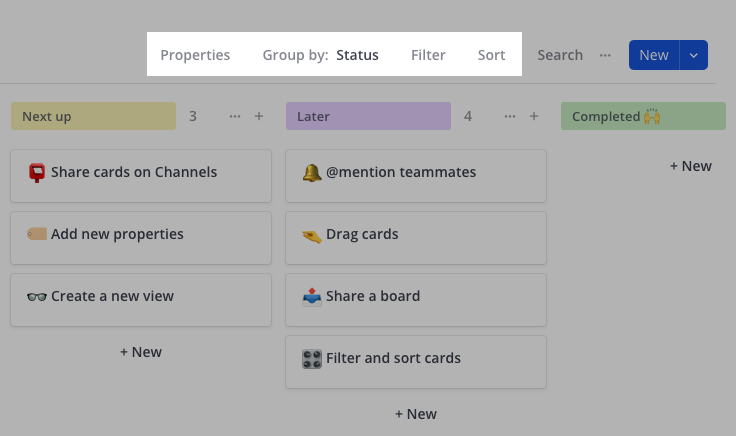 Properties Group by: Status Filter Sort Search ··· New
Next up 3 ··· + Later 4 ··· + Completed 🙌
Share cards on Channels
Add new properties
Create a new view
+ New
@mention teammates
Drag cards
Share a board
Filter and sort cards
+ New
+ New